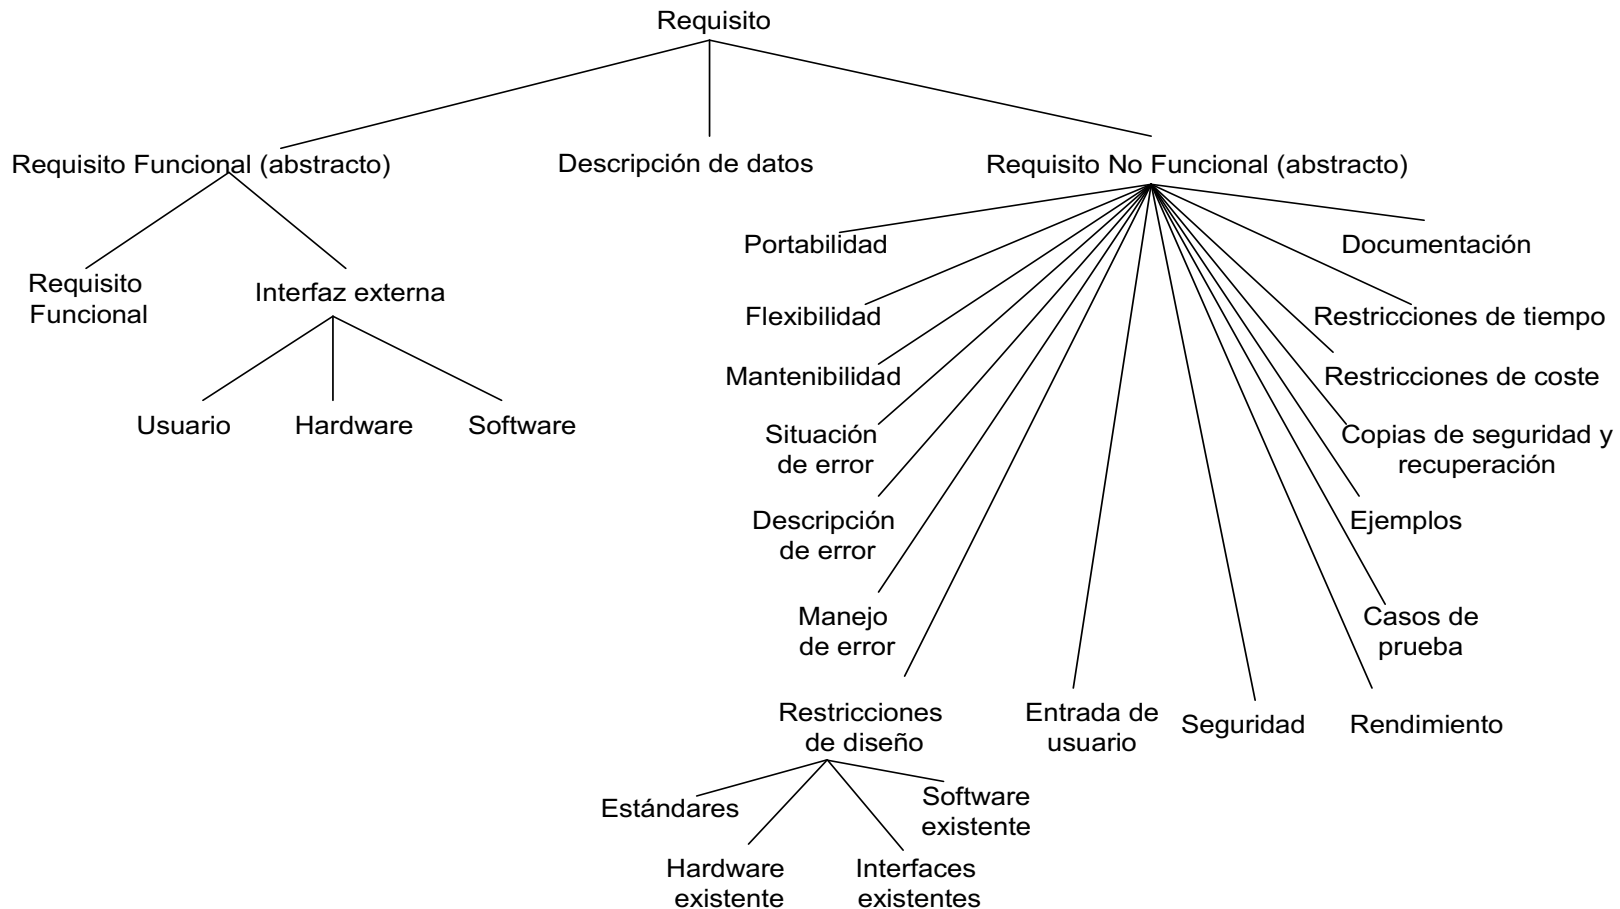 Requisito
Requisito Funcional (abstracto)
Descripción de datos
Requisito No Funcional (abstracto)
Requisito
Funcional
Interfaz externa
Usuario
Hardware
Software
Portabilidad
Flexibilidad
Mantenibilidad
Situación
de error
Descripción
de error
Manejo
de error
Restricciones
de diseño
Estándares
Hardware
existente
Interfaces
existentes
Software
existente
Entrada de
usuario
Seguridad
Rendimiento
Casos de
prueba
Ejemplos
Copias de seguridad y
recuperación
Restricciones de coste
Restricciones de tiempo
Documentación